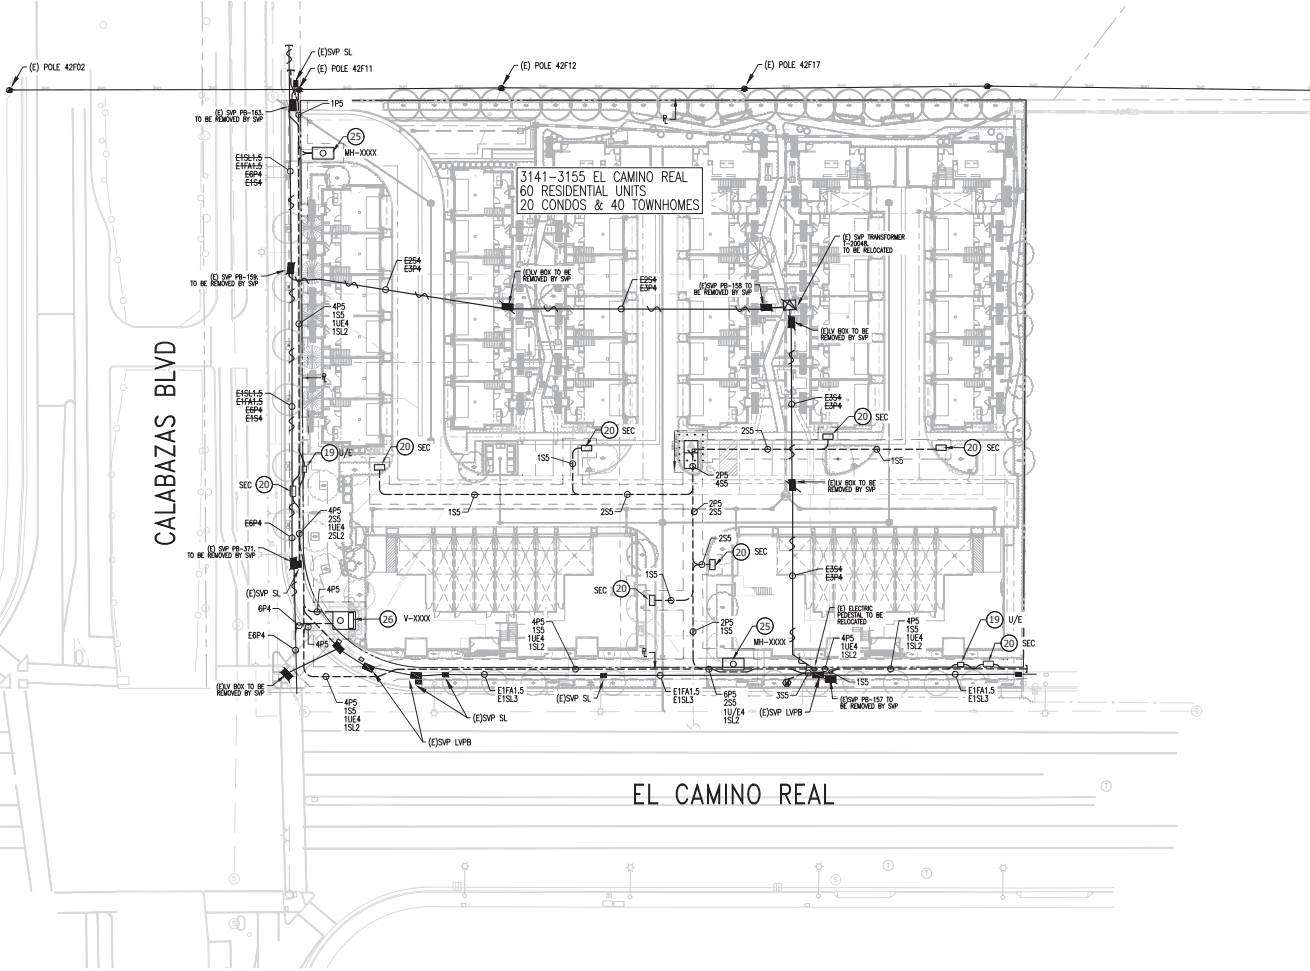 (E)SVP SL
(E) POLE 42F02
(E) POLE 42F11
(E) POLE 42F12
(E) POLE 42F17
(E) SVP PB-163.
TO BE REMOVED BY SVP
1P5
25
MH-XXXX
E1SL1.5
E1FA1.5
E6P4
E1S4
3141-3155 EL CAMINO REAL
60 RESIDENTIAL UNITS
20 CONDOS & 40 TOWNHOMES
(E) SVP TRANSFORMER
T-20048.
TO BE RELOCATED
(E) SVP PB-159.
TO BE REMOVED BY SVP
E2S4
E3P4
(E)LV BOX TO BE
REMOVED BY SVP
E2S4
E3P4
(E)SVP PB-158 TO
BE REMOVED BY SVP
4P5
1S5
1UE4
1SL2
(E)LV BOX TO BE
REMOVED BY SVP
CALABAZAS BLVD
E1SL1.5
E1FA1.5
E6P4
E1S4
E3S4
E3P4
20 SEC
20 SEC
2S5
20 SEC
20 SEC
19 U/E
1S5
1S5
SEC 20
2P5
4S5
(E)LV BOX TO BE
REMOVED BY SVP
1S5
2S5
2P5
2S5
4P5
2S5
1UE4
2SL2
E6P4
(E) SVP PB-371.
TO BE REMOVED BY SVP
2S5
20 SEC
1S5
SEC 20
E3S4
E3P4
(E)SVP SL
4P5
6P4
26 V-XXXX
4P5
E6P4
4P5
1S5
1UE4
1SL2
2P5
1S5
25
MH-XXXX
(E) ELECTRIC
PEDESTAL TO BE
RELOCATED
4P5
1UE4
1SL2
4P5
1S5
1UE4
1SL2
19 U/E
20 SEC
(E)LV BOX TO BE
REMOVED BY SVP
4P5
1S5
1UE4
1SL2
E1FA1.5
E1SL3
(E)SVP SL
E1FA1.5
E1SL3
6P5
2S5
1U/E4
1SL2
3S5
1S5
(E)SVP LVPB
(E)SVP PB-157 TO
BE REMOVED BY SVP
E1FA1.5
E1SL3
(E)SVP SL
(E)SVP LVPB
EL CAMINO REAL